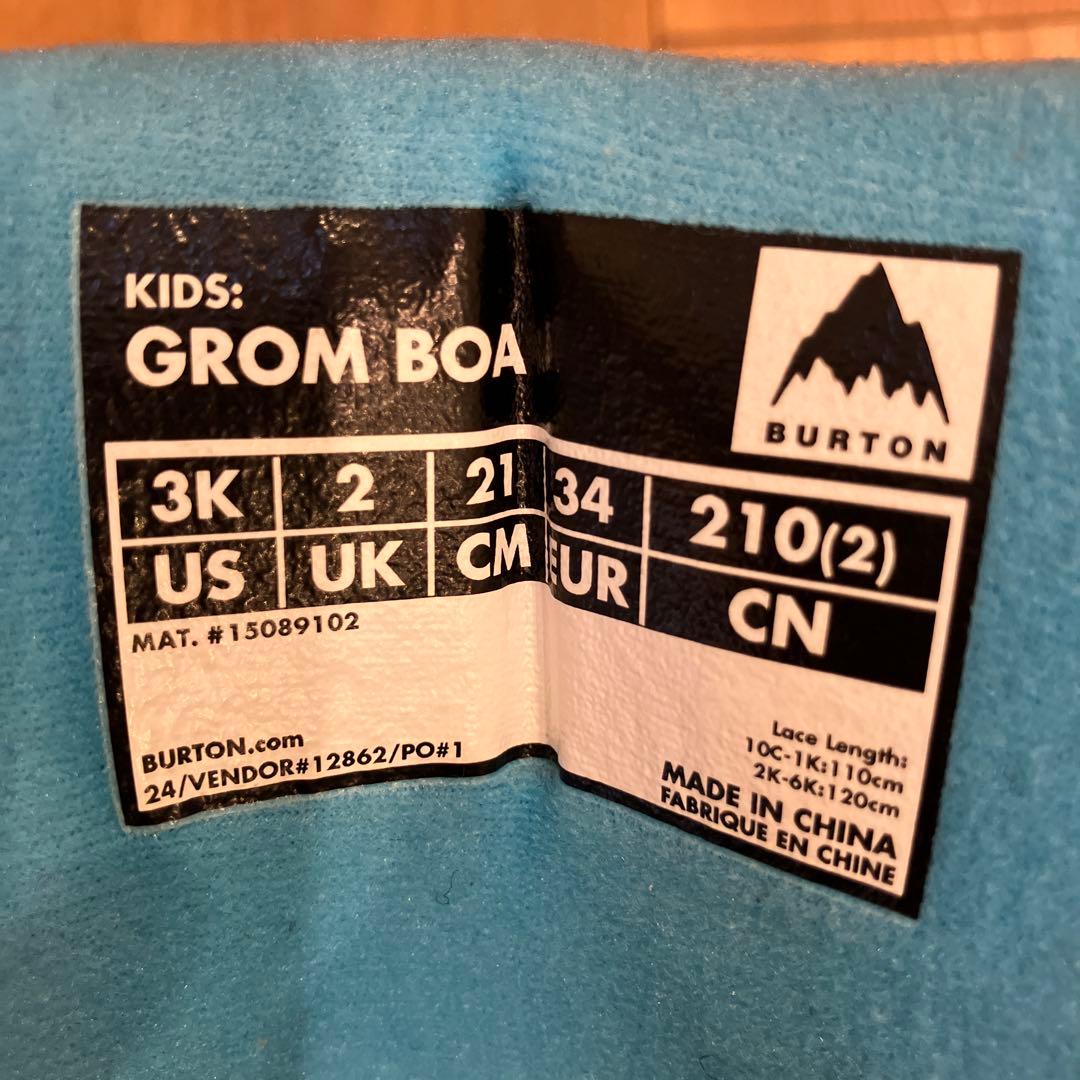 KIDS:
GROM BOA
BURTON
3K 2 21 34 210(2)
US UK CM EUR CN
MAT. #15089102
BURTON.com
24/VENDOR#12862/PO#1
Lace Length:
10C-1K:110cm
2K-6K:120cm
MADE IN CHINA
FABRIQUE EN CHINE